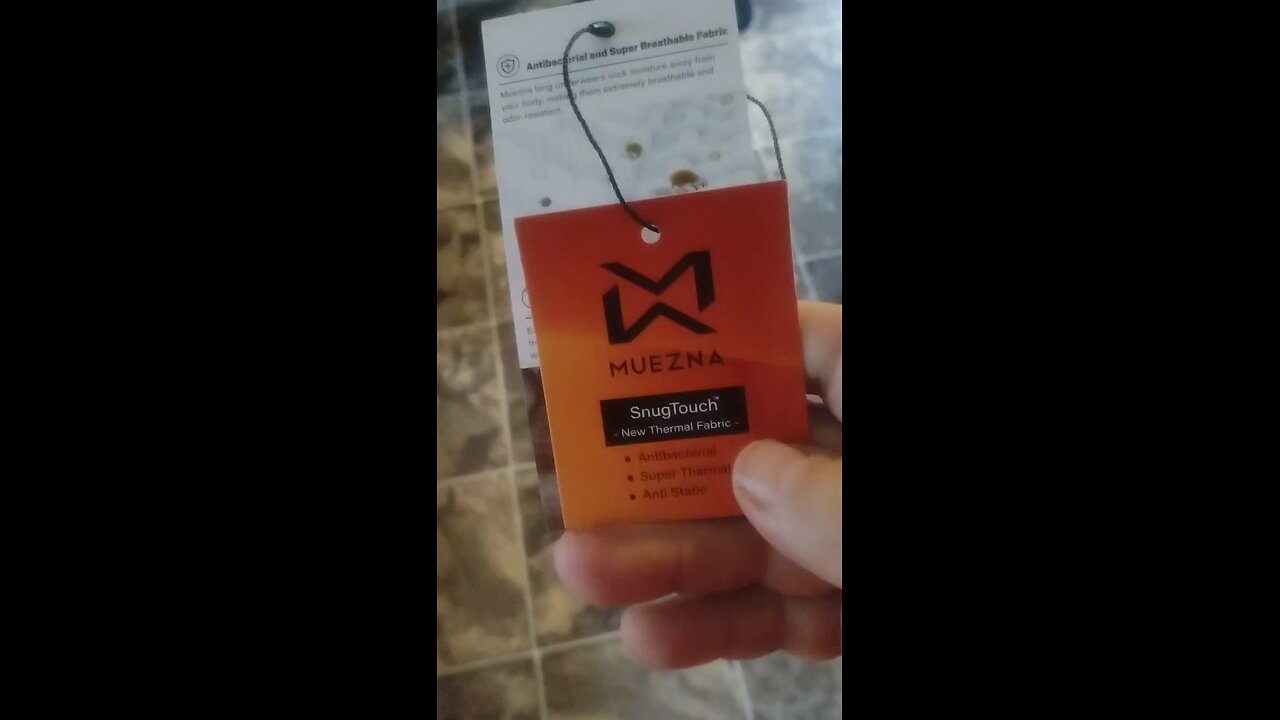 Antibacterial and Super Breathable Fabric
Muezna long underweers wick moisture away from
your body, making them extremely breathable and
odor-resistant.
MUEZNA
SnugTouch™
- New Thermal Fabric -
• Antibacterial
• Super Thermal
• Anti Static